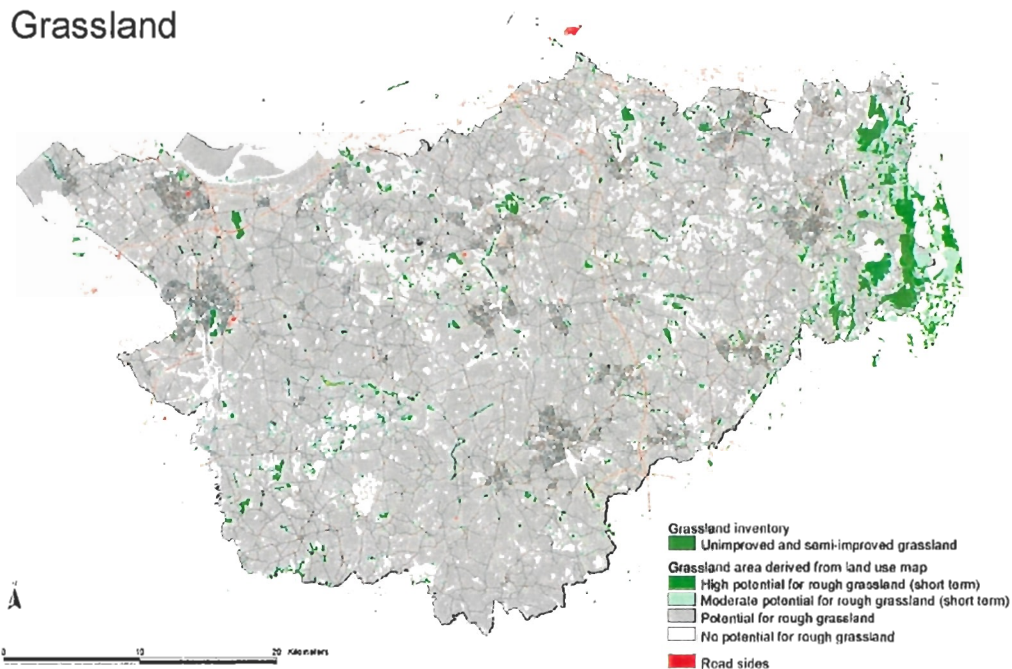 Grassland
Grassland inventory
Unimproved and semi-improved grassland
Grassland area derived from land use map
High potential for rough grassland (short term)
Moderate potential for rough grassland (short term)
Potential for rough grassland
No potential for rough grassland
Road sides
0 10 20 Kilometers